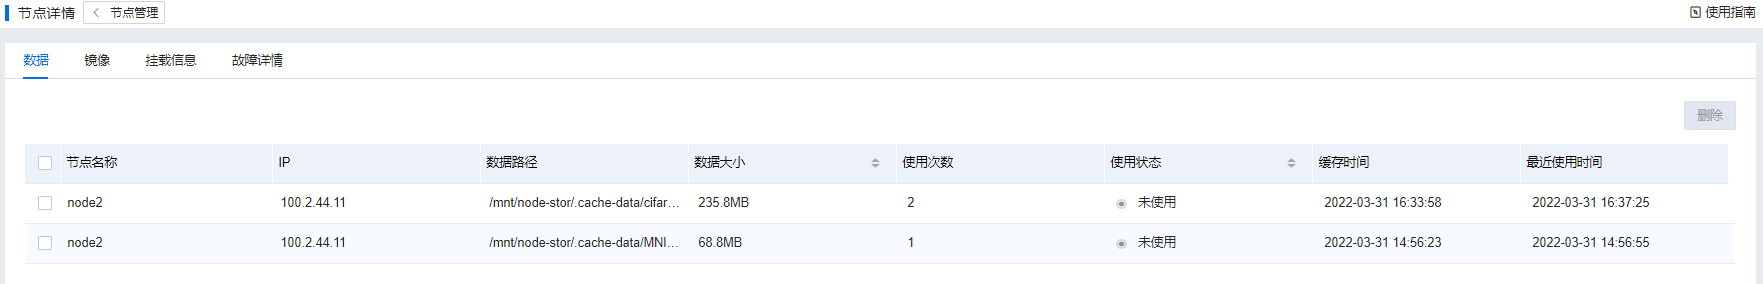 节点详情 节点管理 使用指南
数据 镜像 挂载信息 故障详情
删除
节点名称 IP 数据路径 数据大小 使用次数 使用状态 缓存时间 最近使用时间
node2 100.2.44.11 /mnt/node-stor/.cache-data/cifar... 235.8MB 2 未使用 2022-03-31 16:33:58 2022-03-31 16:37:25
node2 100.2.44.11 /mnt/node-stor/.cache-data/MNI... 68.8MB 1 未使用 2022-03-31 14:56:23 2022-03-31 14:56:55